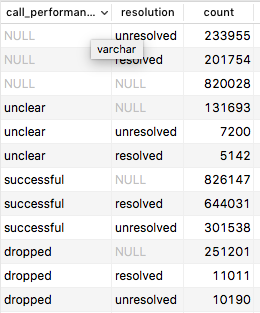 call_performan... resolution count
NULL unresolved 233955
varchar
NULL resolved 201754
NULL NULL 820028
unclear NULL 131693
unclear unresolved 7200
unclear resolved 5142
successful NULL 826147
successful resolved 644031
successful unresolved 301538
dropped NULL 251201
dropped resolved 11011
dropped unresolved 10190